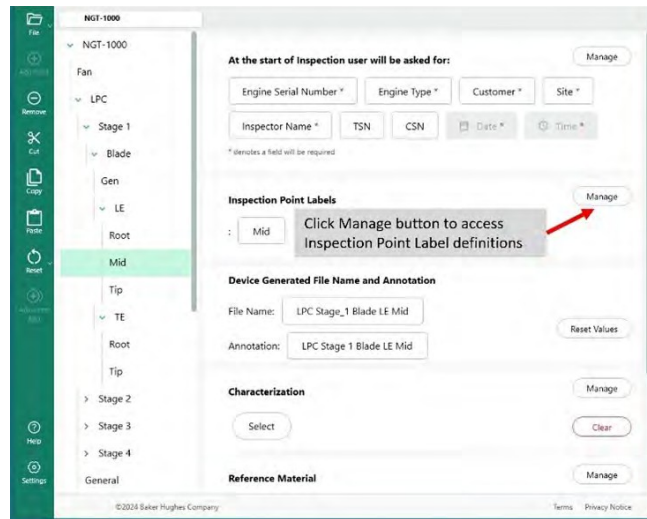 NGT-1000
File
Remove
Cut
Copy
Paste
Reset
Help
Settings
NGT-1000
Fan
LPC
Stage 1
Blade
Gen
LE
Root
Mid
Tip
TE
Root
Tip
Stage 2
Stage 3
Stage 4
General
At the start of Inspection user will be asked for:
Manage
Engine Serial Number * Engine Type * Customer * Site *
Inspector Name * TSN CSN Date * Time *
* denotes a field will be required
Inspection Point Labels
Manage
: Mid
Click Manage button to access
Inspection Point Label definitions
Device Generated File Name and Annotation
File Name: LPC Stage_1 Blade LE Mid
Annotation: LPC Stage 1 Blade LE Mid
Reset Values
Characterization
Manage
Select
Clear
Reference Material
Manage
©2024 Baker Hughes Company
Terms Privacy Notice